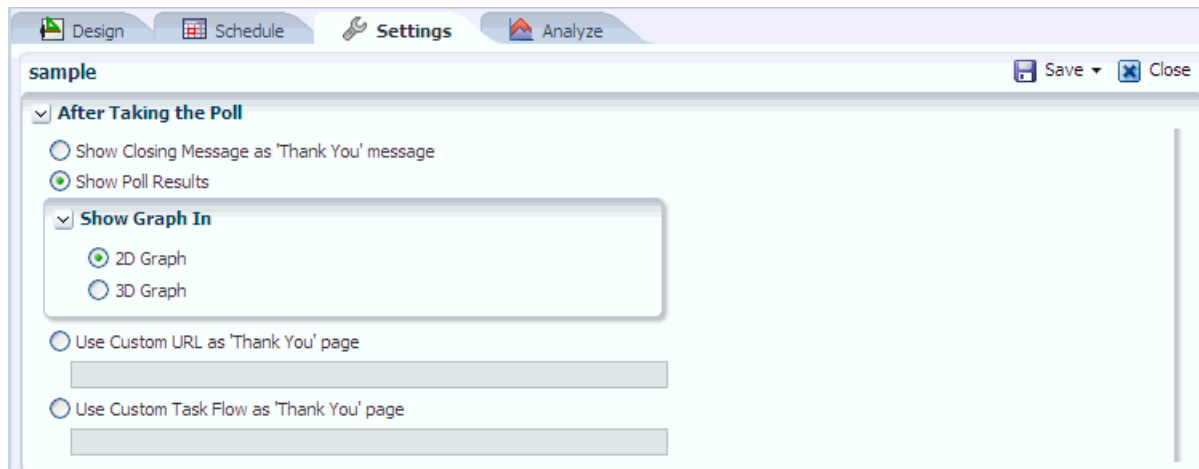 Design Schedule Settings Analyze
sample Save Close
After Taking the Poll
Show Closing Message as 'Thank You' message
Show Poll Results
Show Graph In
2D Graph
3D Graph
Use Custom URL as 'Thank You' page
Use Custom Task Flow as 'Thank You' page